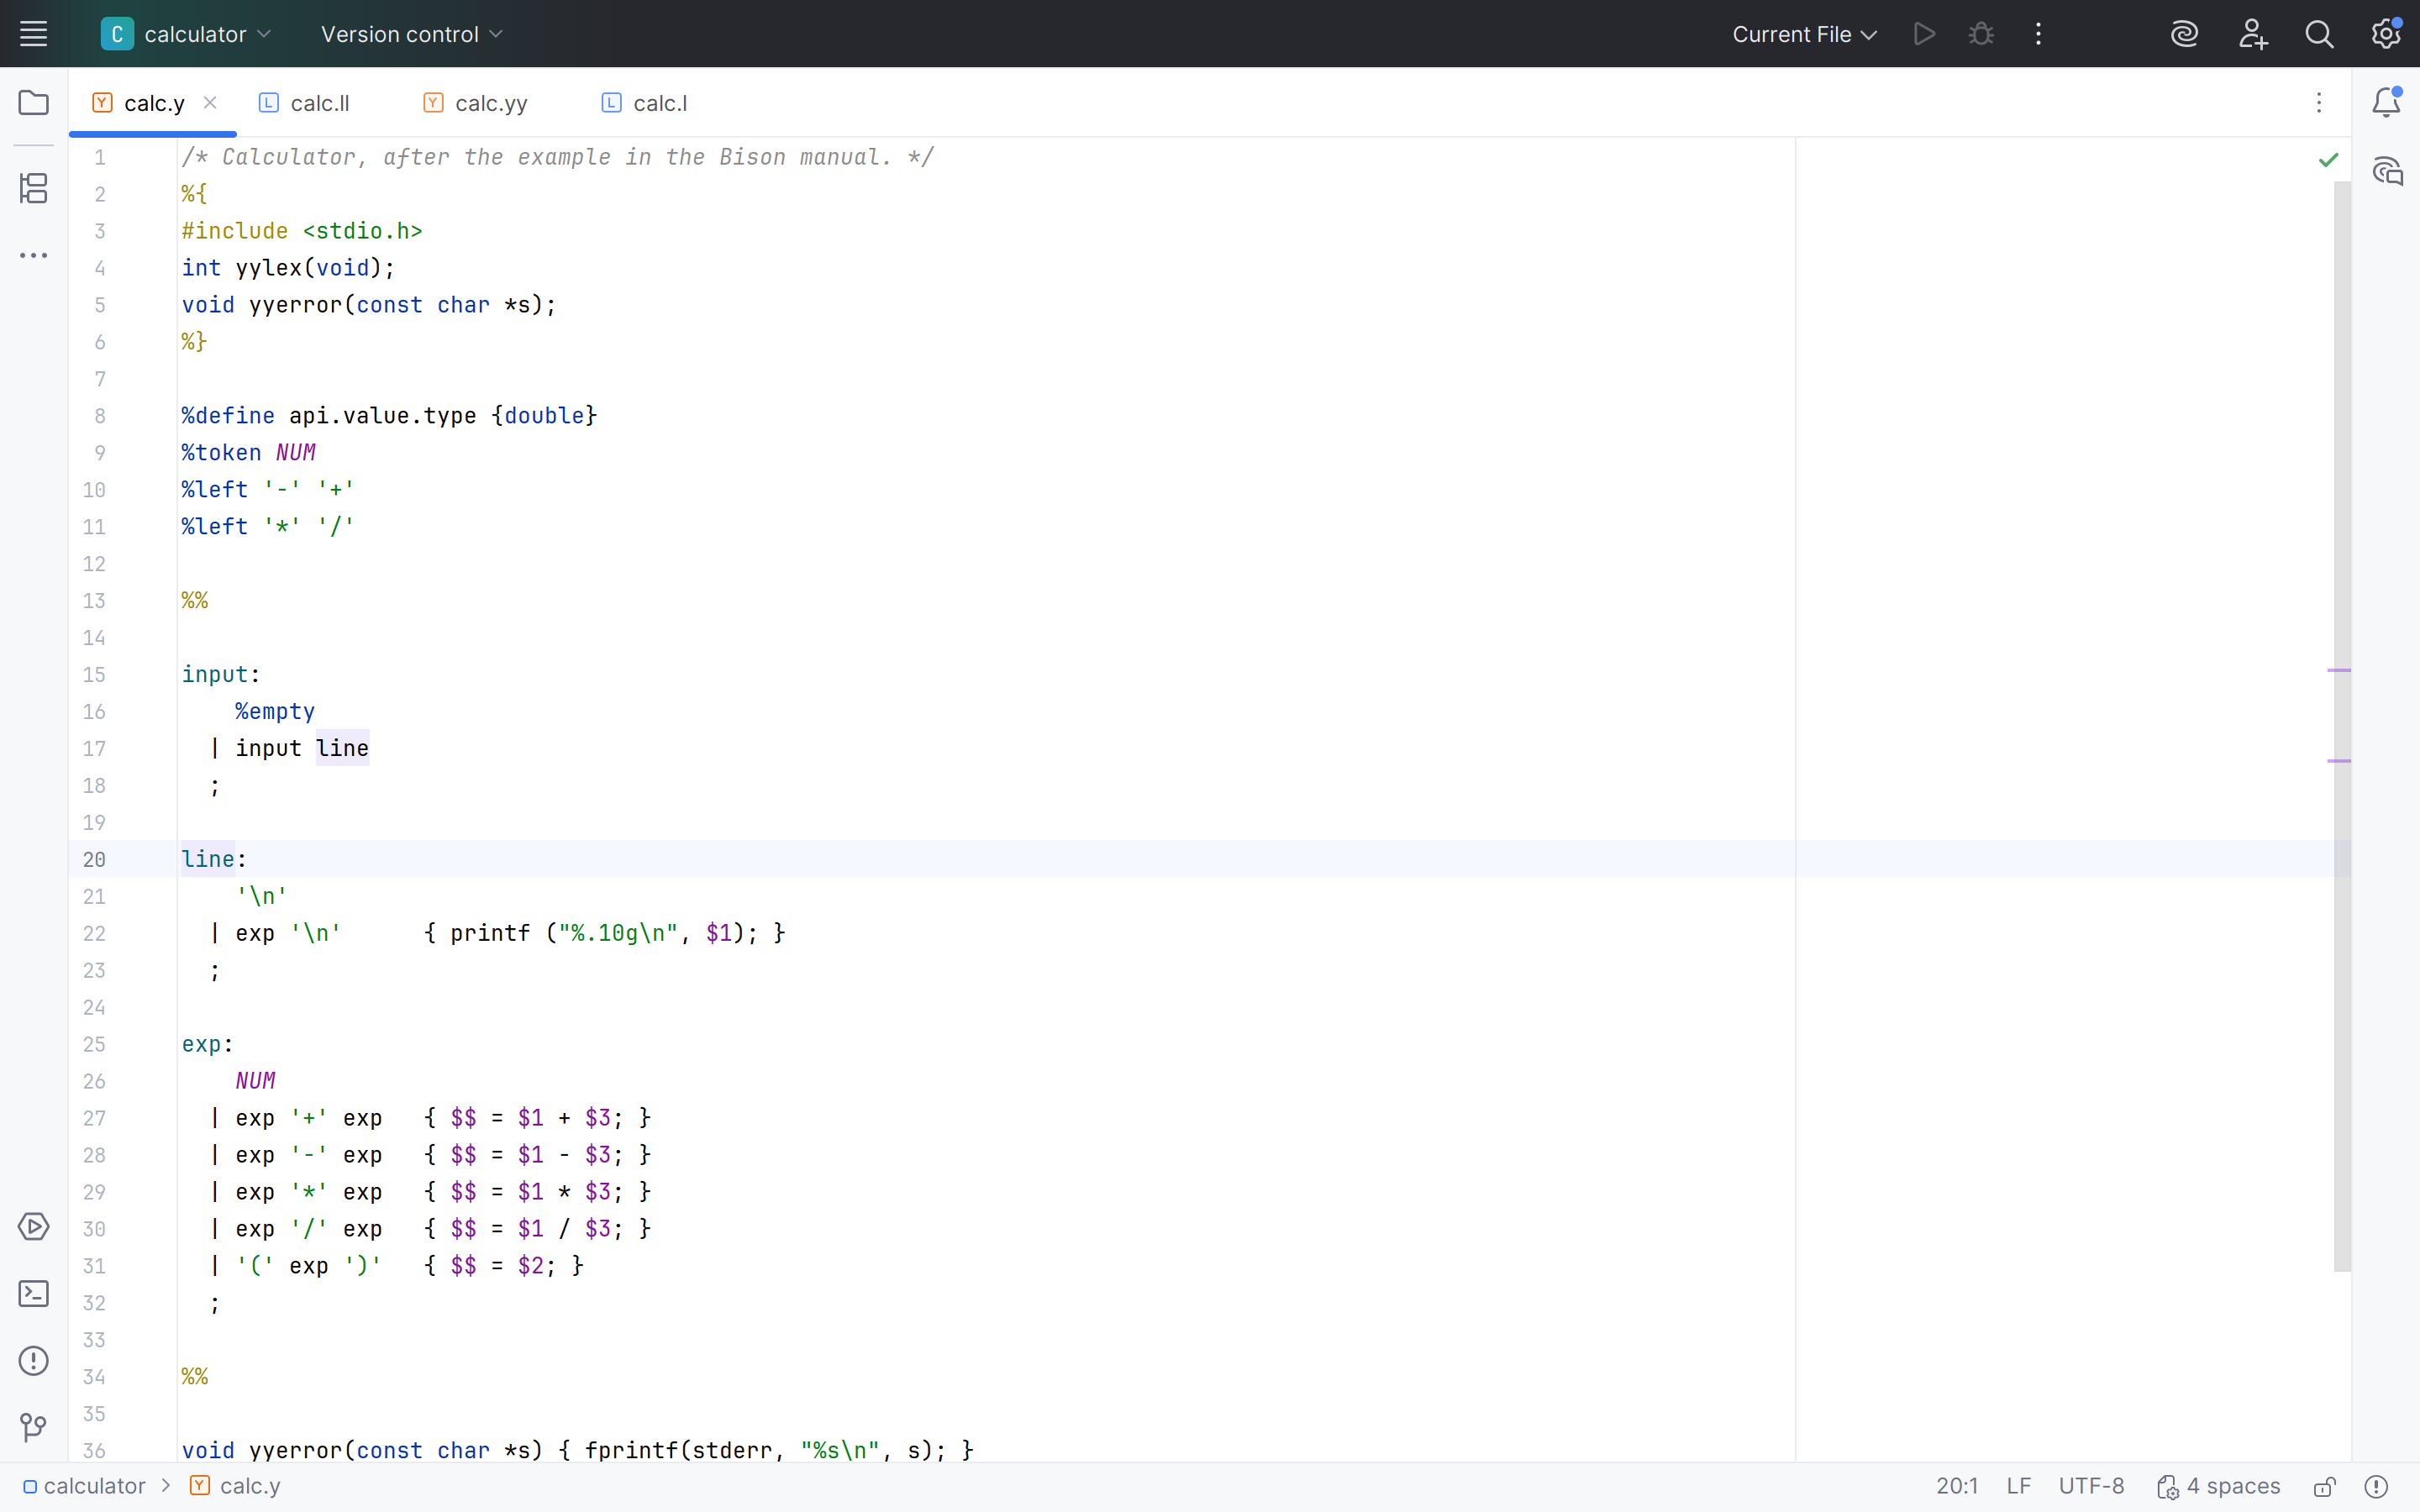 C calculator Version control Current File
Y calc.y L calc.ll Y calc.yy L calc.l
1 /* Calculator, after the example in the Bison manual. */
2 %{
3 #include <stdio.h>
4 int yylex(void);
5 void yyerror(const char *s);
6 %}
7
8 %define api.value.type {double}
9 %token NUM
10 %left '-' '+'
11 %left '*' '/'
12
13 %%
14
15 input:
16     %empty
17   | input line
18   ;
19
20 line:
21     '\n'
22   | exp '\n'      { printf ("%.10g\n", $1); }
23   ;
24
25 exp:
26     NUM
27   | exp '+' exp   { $$ = $1 + $3; }
28   | exp '-' exp   { $$ = $1 - $3; }
29   | exp '*' exp   { $$ = $1 * $3; }
30   | exp '/' exp   { $$ = $1 / $3; }
31   | '(' exp ')'   { $$ = $2; }
32   ;
33
34 %%
35
36 void yyerror(const char *s) { fprintf(stderr, "%s\n", s); }
calculator > Y calc.y 20:1 LF UTF-8 4 spaces